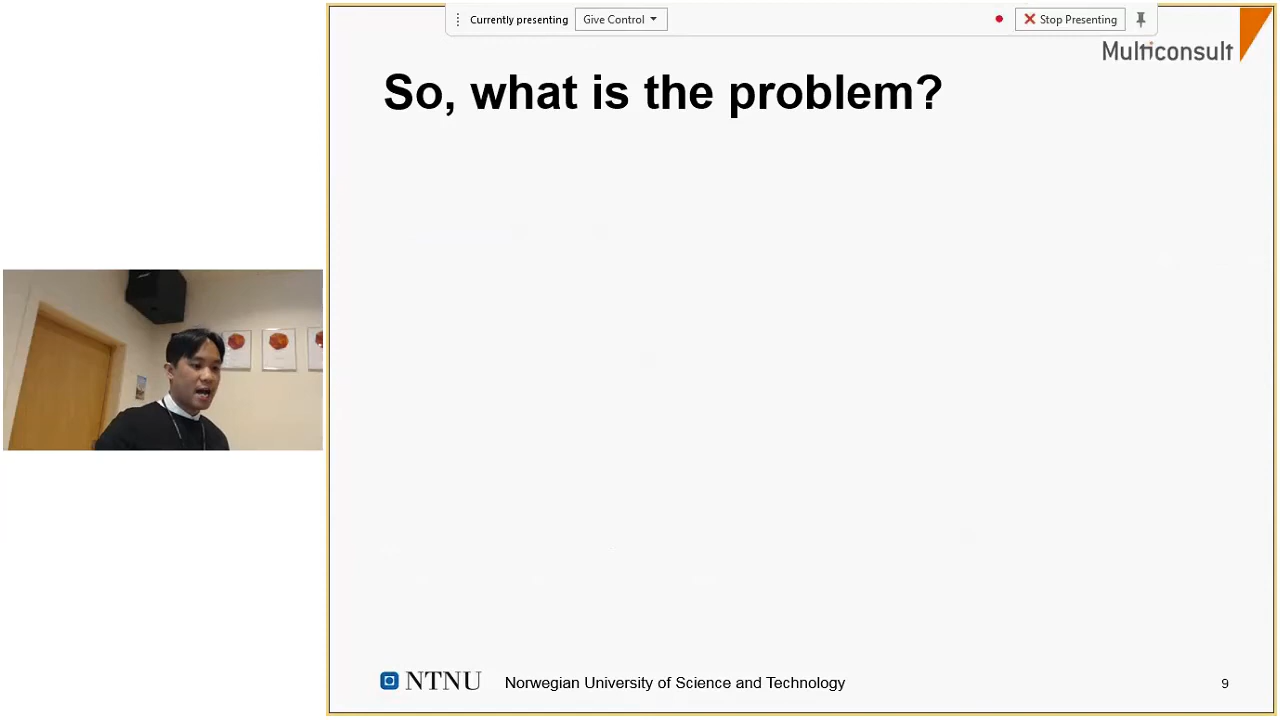 Currently presenting
Give Control
Stop Presenting
Multiconsult
So, what is the problem?
NTNU
Norwegian University of Science and Technology
9